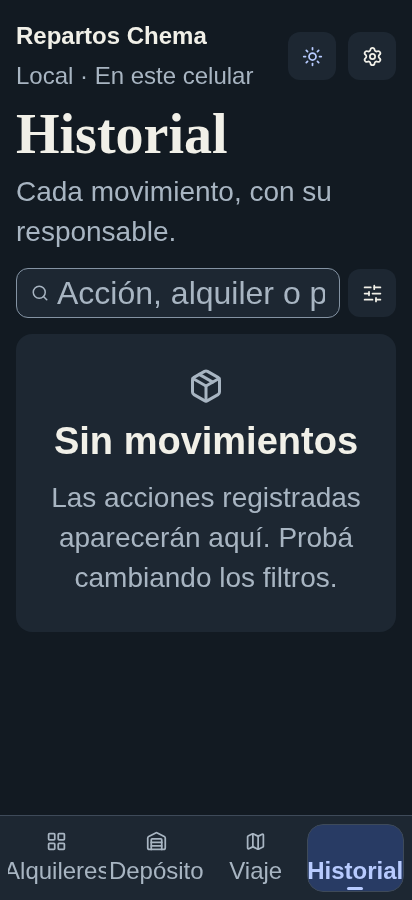 Repartos Chema
Local · En este celular
Historial
Cada movimiento, con su
responsable.
Acción, alquiler o p
Sin movimientos
Las acciones registradas
aparecerán aquí. Probá
cambiando los filtros.
Alquileres
Depósito
Viaje
Historial